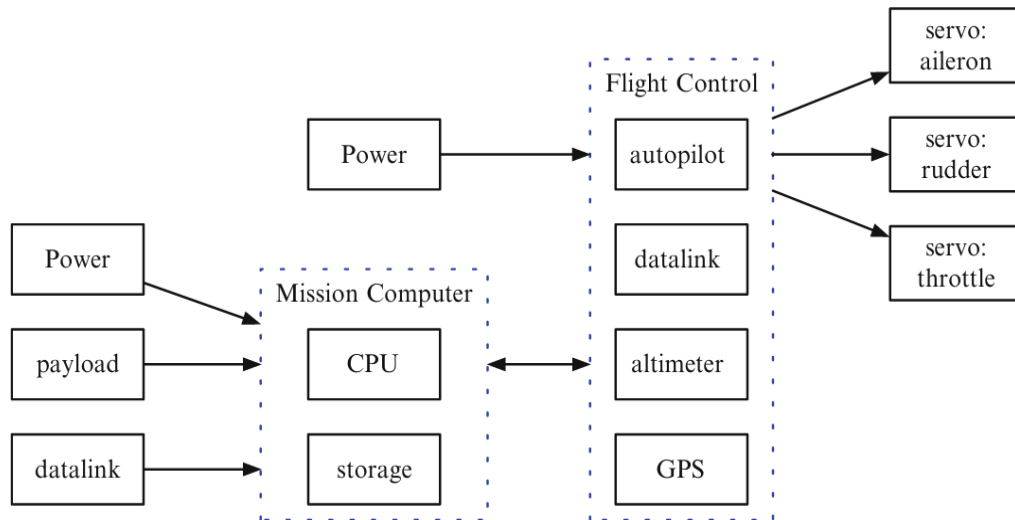 servo:
aileron
Flight Control
Power
autopilot
servo:
rudder
Power
datalink
servo:
throttle
Mission Computer
payload
CPU
altimeter
datalink
storage
GPS